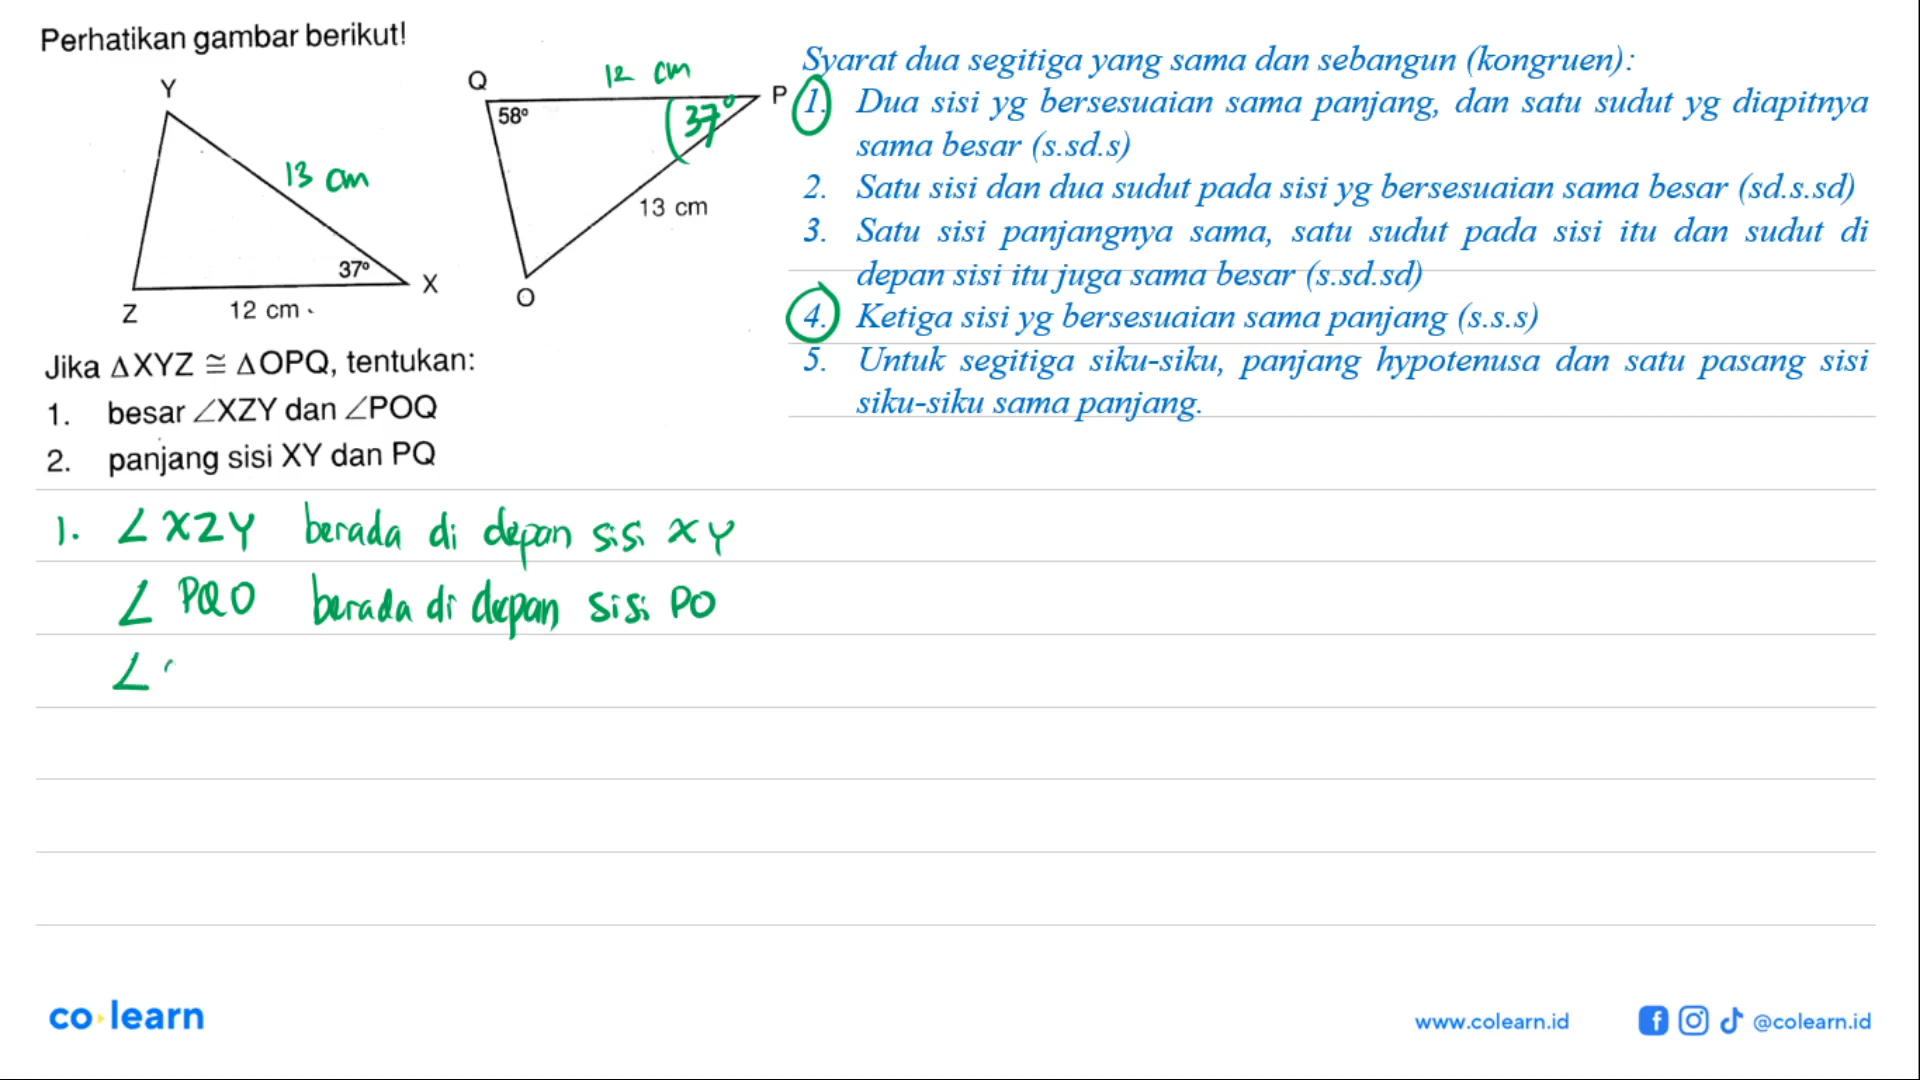 Perhatikan gambar berikut!
Y
13 cm
37°
X
Z
12 cm
Q
12 cm
P
58°
37°
13 cm
O
Jika △XYZ ≅ △OPQ, tentukan:
1. besar ∠XZY dan ∠POQ
2. panjang sisi XY dan PQ
Syarat dua segitiga yang sama dan sebangun (kongruen):
1. Dua sisi yg bersesuaian sama panjang, dan satu sudut yg diapitnya
sama besar (s.sd.s)
2. Satu sisi dan dua sudut pada sisi yg bersesuaian sama besar (sd.s.sd)
3. Satu sisi panjangnya sama, satu sudut pada sisi itu dan sudut di
depan sisi itu juga sama besar (s.sd.sd)
4. Ketiga sisi yg bersesuaian sama panjang (s.s.s)
5. Untuk segitiga siku-siku, panjang hypotenusa dan satu pasang sisi
siku-siku sama panjang.
1. ∠XZY berada di depan sisi XY
∠PQO berada di depan sisi PO
∠
co learn
www.colearn.id
@colearn.id